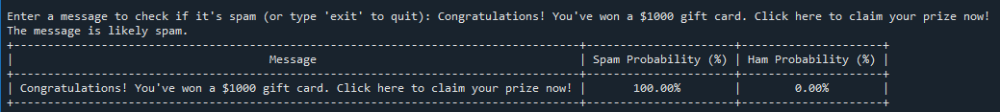 Enter a message to check if it's spam (or type 'exit' to quit): Congratulations! You've won a $1000 gift card. Click here to claim your prize now!
The message is likely spam.
Message | Spam Probability (%) | Ham Probability (%)
Congratulations! You've won a $1000 gift card. Click here to claim your prize now! | 100.00% | 0.00%